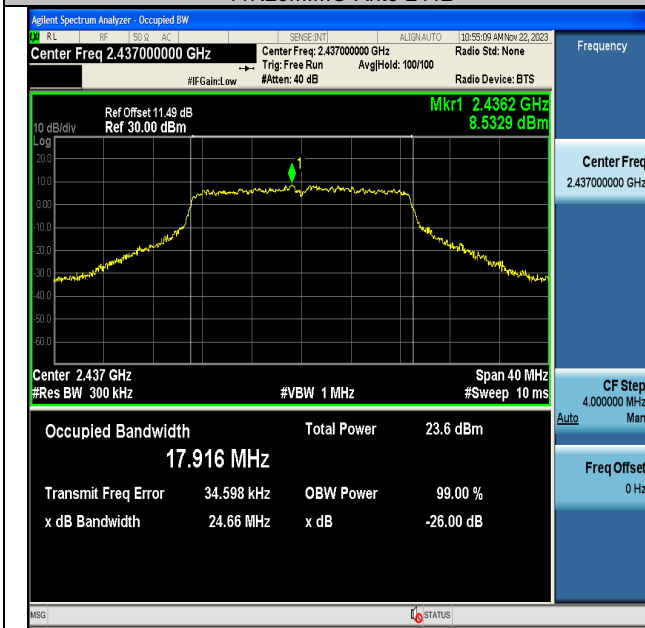 Agilent Spectrum Analyzer - Occupied BW
LXI RL RF 50 Ω AC SENSE:INT ALIGN AUTO 10:55:09 AM Nov 22, 2023
Center Freq 2.437000000 GHz
Center Freq: 2.437000000 GHz
Radio Std: None
Trig: Free Run Avg|Hold: 100/100
#IFGain:Low #Atten: 40 dB Radio Device: BTS
Frequency
Mkr1 2.4362 GHz
8.5329 dBm
Ref Offset 11.49 dB
10 dB/div Ref 30.00 dBm
Log
1
20.0
10.0
0.00
-10.0
-20.0
-30.0
-40.0
-50.0
-60.0
Center 2.437 GHz Span 40 MHz
#Res BW 300 kHz #VBW 1 MHz #Sweep 10 ms
Occupied Bandwidth Total Power 23.6 dBm
17.916 MHz
Transmit Freq Error 34.598 kHz OBW Power 99.00 %
x dB Bandwidth 24.66 MHz x dB -26.00 dB
Center Freq
2.437000000 GHz
CF Step
4.000000 MHz
Auto Man
Freq Offset
0 Hz
MSG STATUS